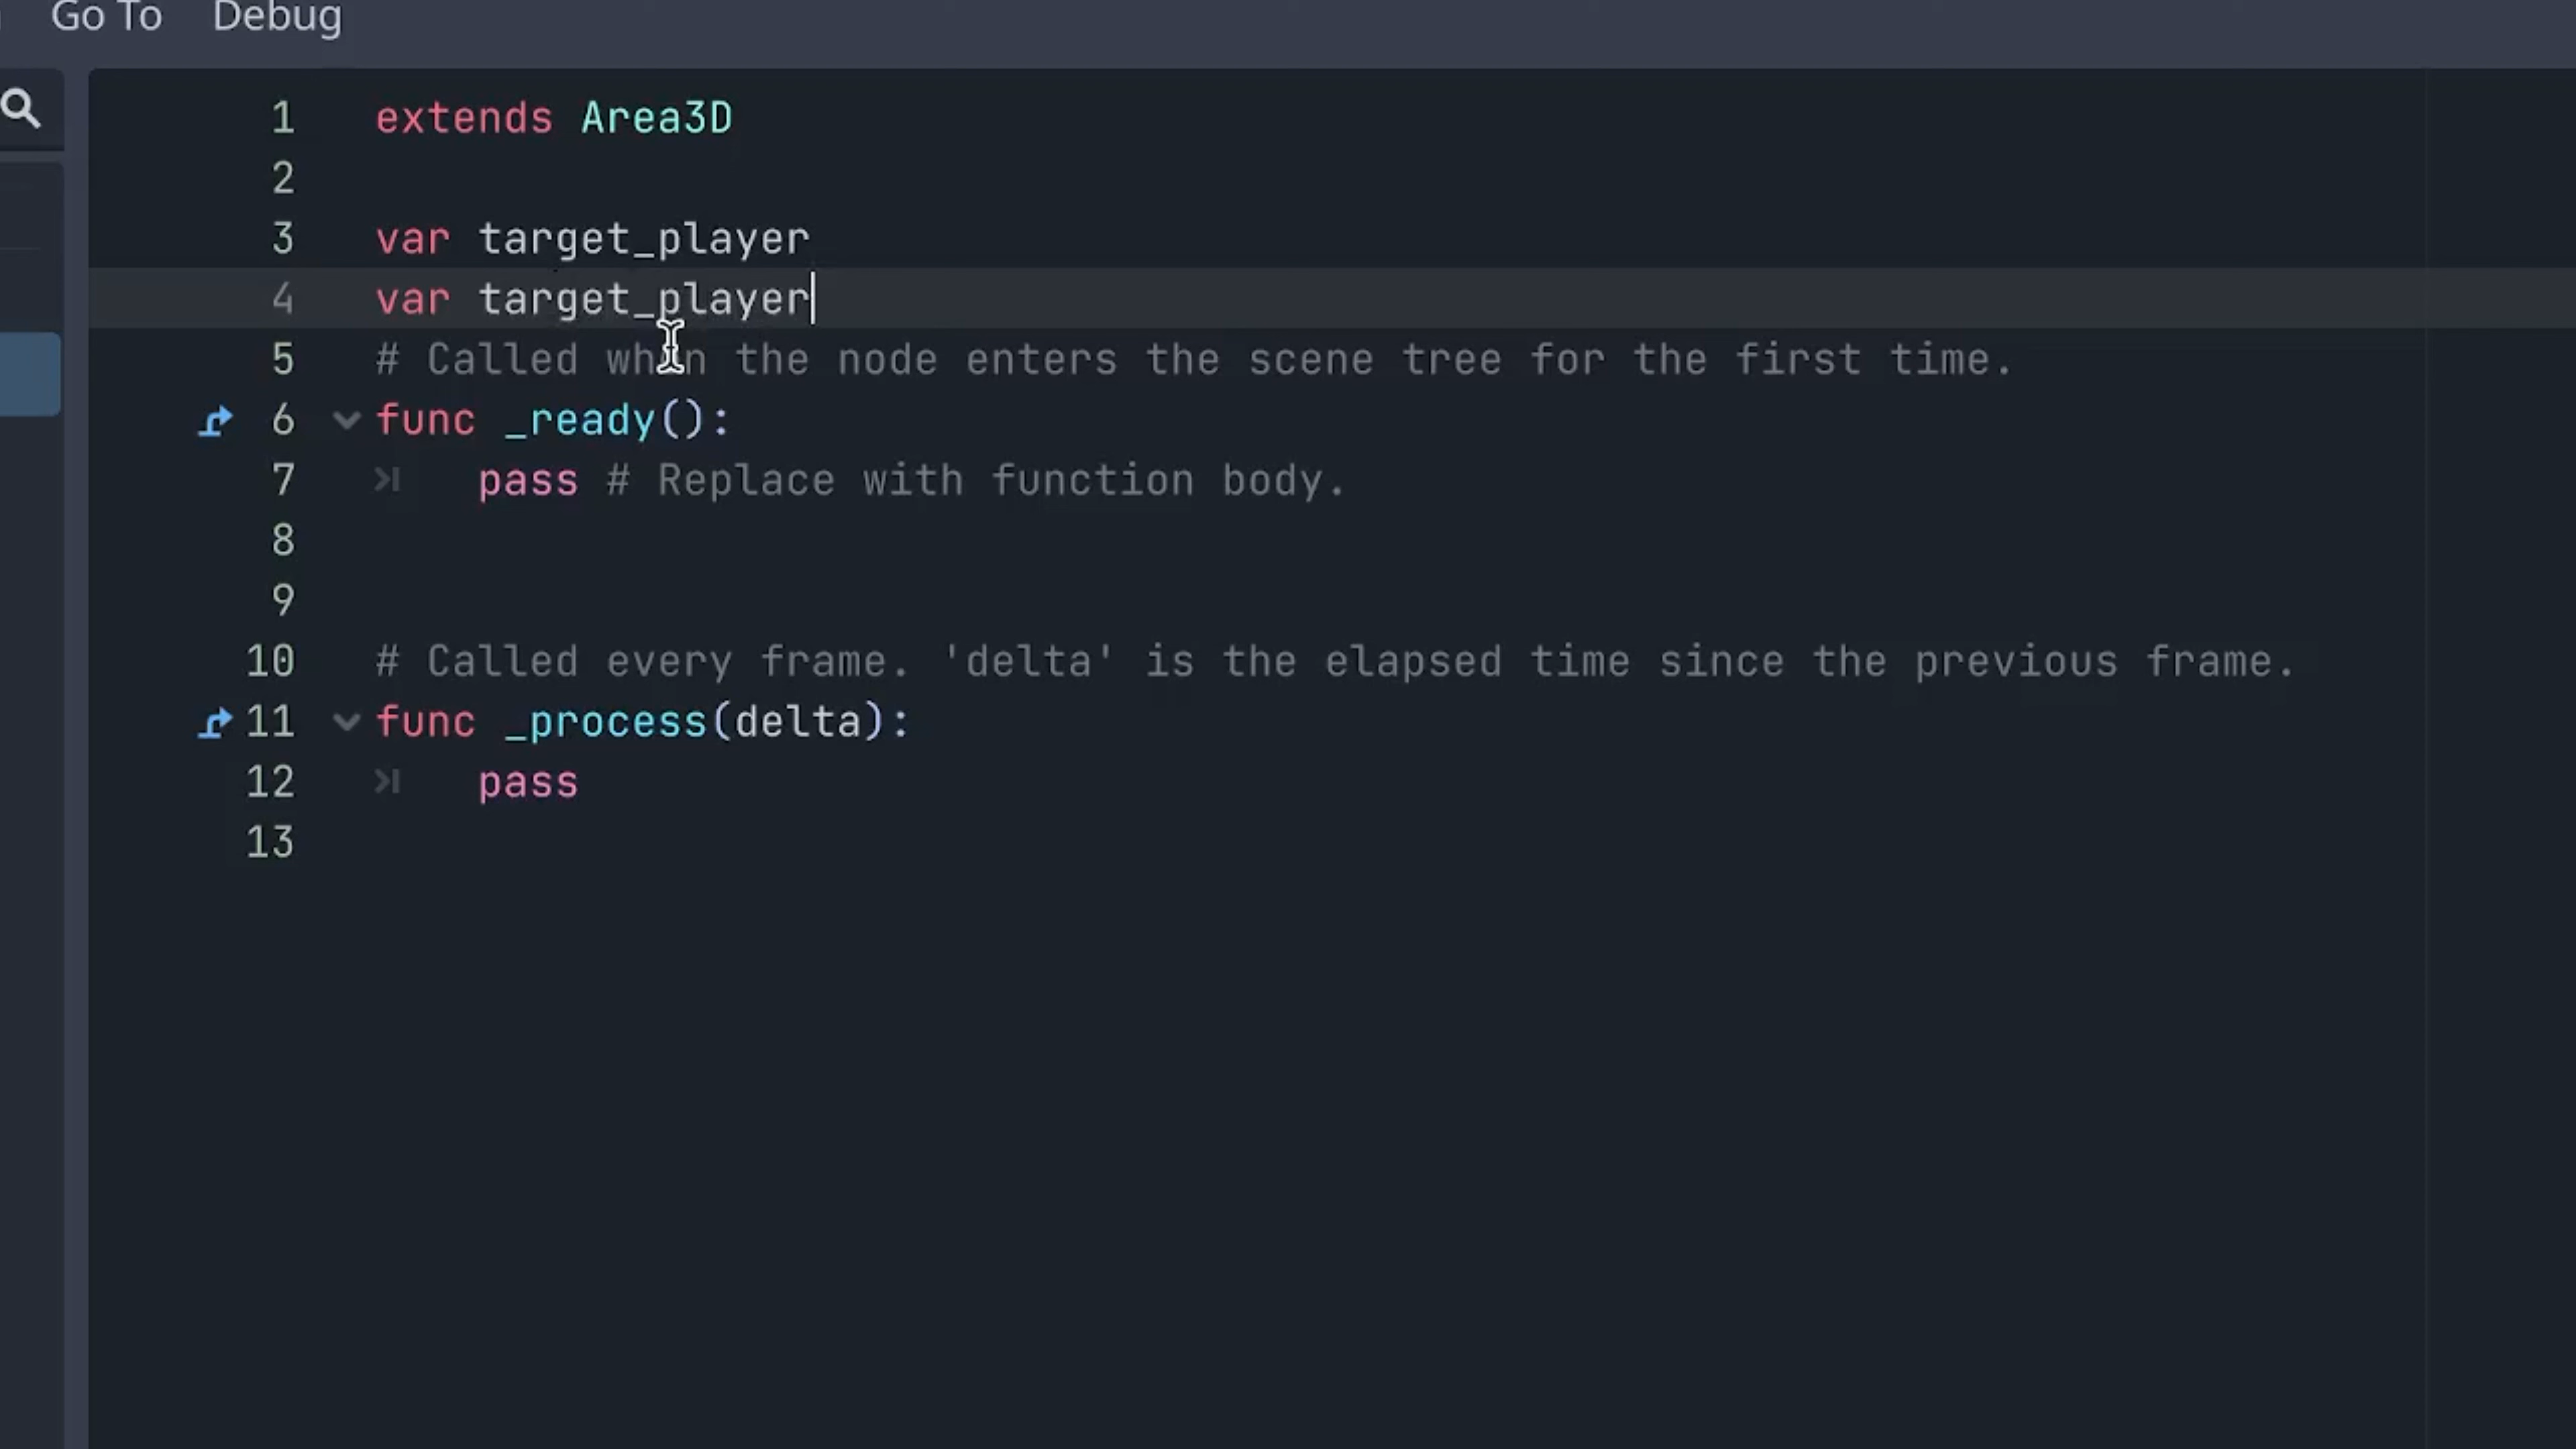 Go To Debug
1 extends Area3D
2
3 var target_player
4 var target_player
5 # Called when the node enters the scene tree for the first time.
6 func _ready():
7 pass # Replace with function body.
8
9
10 # Called every frame. 'delta' is the elapsed time since the previous frame.
11 func _process(delta):
12 pass
13